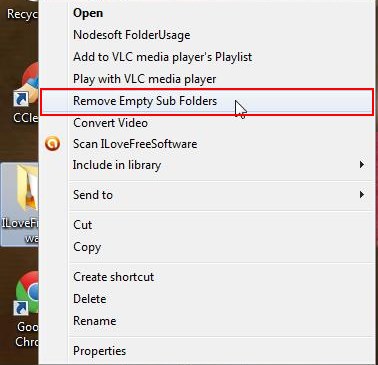 Recyc
CCle
ILoveFre
wa
Goo
Chro
Open
Nodesoft FolderUsage
Add to VLC media player's Playlist
Play with VLC media player
Remove Empty Sub Folders
Convert Video
Scan ILoveFreeSoftware
Include in library
Send to
Cut
Copy
Create shortcut
Delete
Rename
Properties